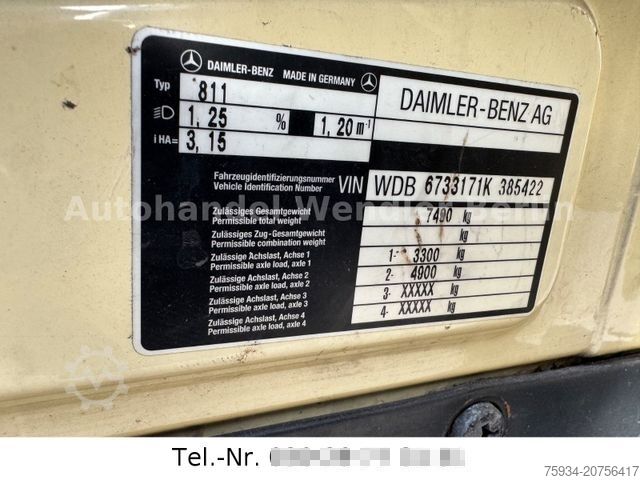 DAIMLER-BENZ MADE IN GERMANY
Typ 811
1,25 % 1,20 m-1
i HA= 3,15
DAIMLER-BENZ AG
Fahrzeugidentifizierungsnummer
Vehicle Identification Number
VIN WDB 6733171K 385422
Autohandel Wendler Berlin
Zulässiges Gesamtgewicht
Permissible total weight
7490 kg
Zulässiges Zug-Gesamtgewicht
Permissible combination weight
kg
Zulässige Achslast, Achse 1
Permissible axle load, axle 1
1- 3300 kg
Zulässige Achslast, Achse 2
Permissible axle load, axle 2
2- 4900 kg
Zulässige Achslast, Achse 3
Permissible axle load, axle 3
3- XXXXX kg
Zulässige Achslast, Achse 4
Permissible axle load, axle 4
4- XXXXX kg
Tel.-Nr.
75934-20756417